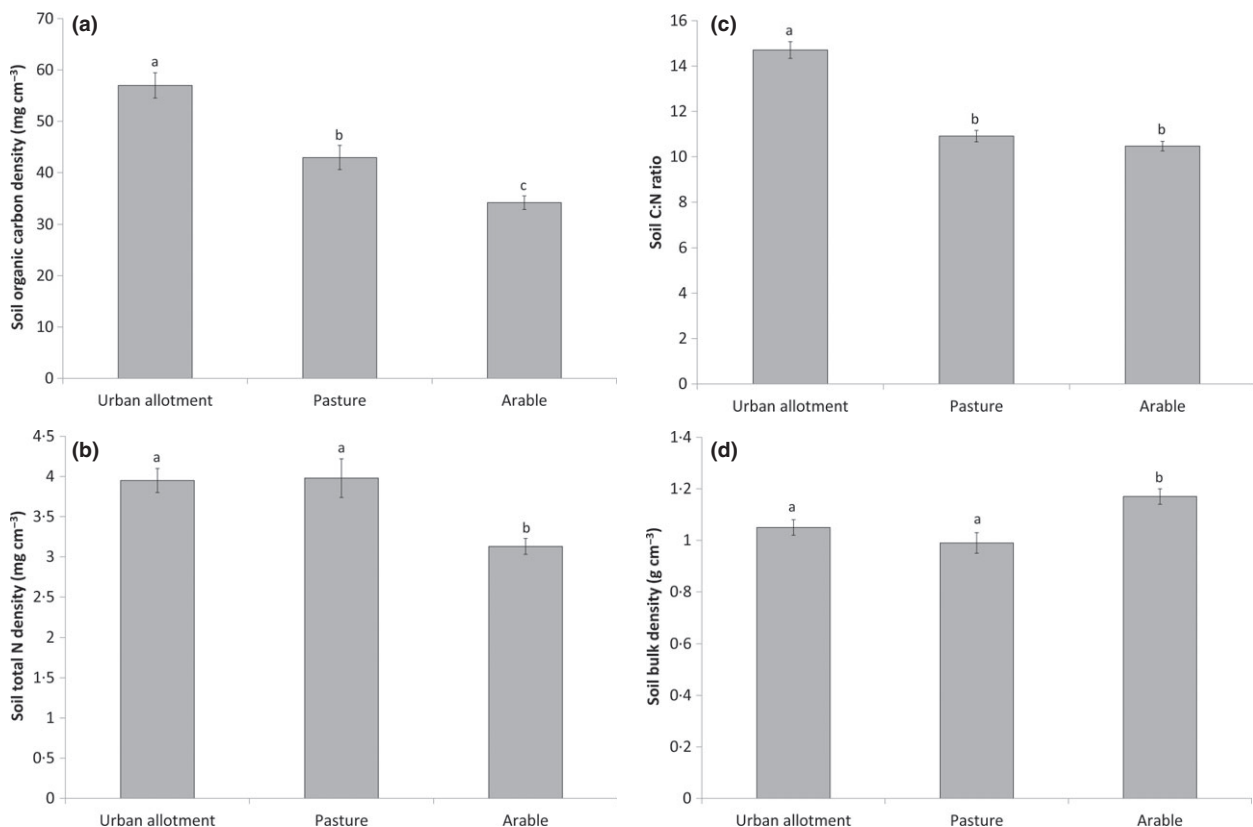 (a)
Soil organic carbon density (mg cm⁻³)
70
60
50
40
30
20
10
0
a
b
c
Urban allotment
Pasture
Arable
(c)
Soil C:N ratio
16
14
12
10
8
6
4
2
0
a
b
b
Urban allotment
Pasture
Arable
(b)
Soil total N density (mg cm⁻³)
4·5
4
3·5
3
2·5
2
1·5
1
0·5
0
a
a
b
Urban allotment
Pasture
Arable
(d)
Soil bulk density (g cm⁻³)
1·4
1·2
1
0·8
0·6
0·4
0·2
0
a
a
b
Urban allotment
Pasture
Arable